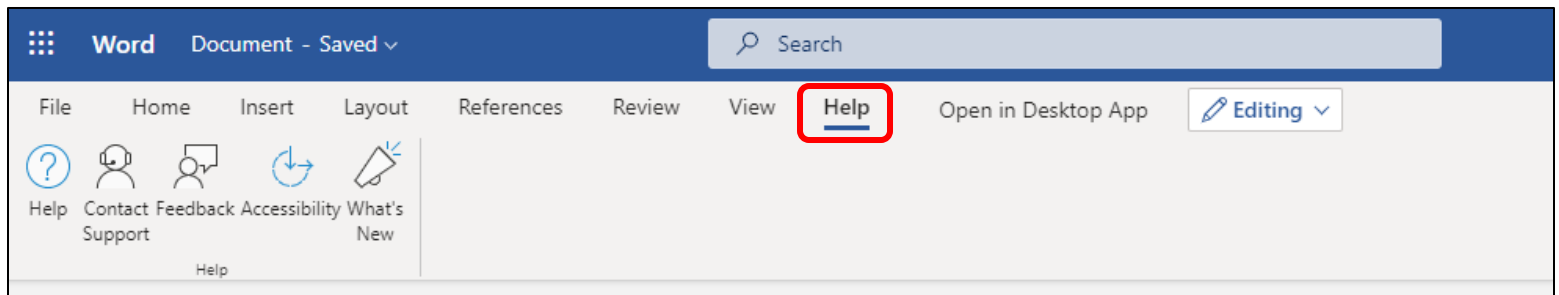 Word Document - Saved Search
File Home Insert Layout References Review View Help Open in Desktop App Editing
Help Contact Support Feedback Accessibility What's New
Help